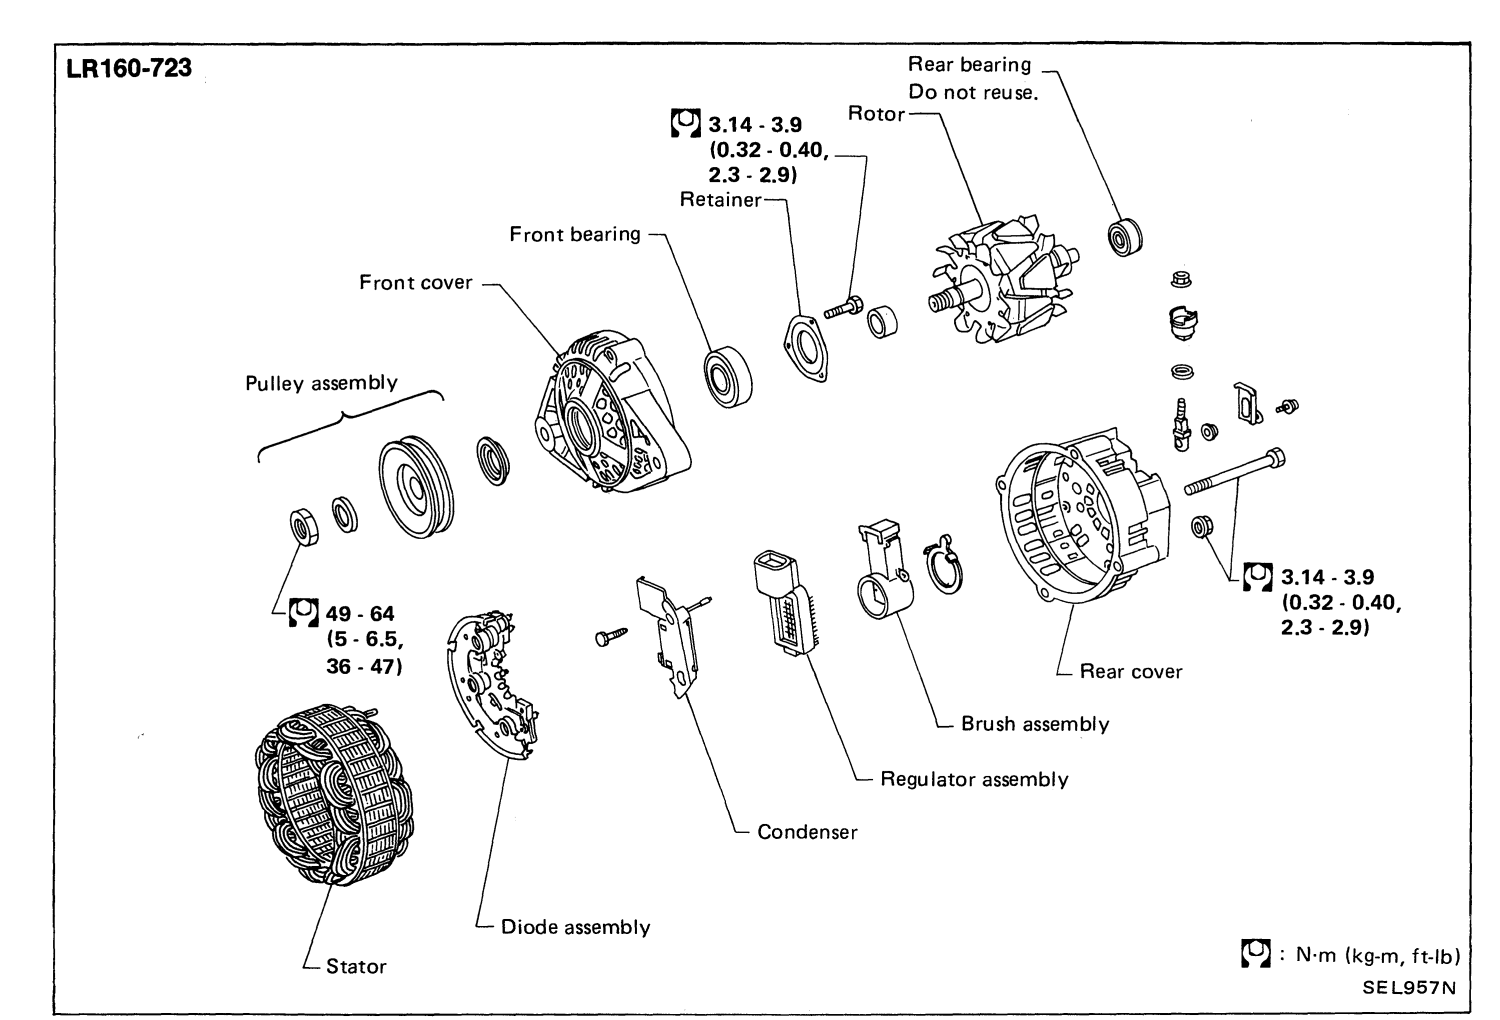 LR160-723
Rear bearing
Do not reuse.
Rotor
3.14 - 3.9
(0.32 - 0.40,
2.3 - 2.9)
Retainer
Front bearing
Front cover
Pulley assembly
49 - 64
(5 - 6.5,
36 - 47)
3.14 - 3.9
(0.32 - 0.40,
2.3 - 2.9)
Rear cover
Brush assembly
Regulator assembly
Condenser
Diode assembly
Stator
: N·m (kg-m, ft-lb)
SEL957N